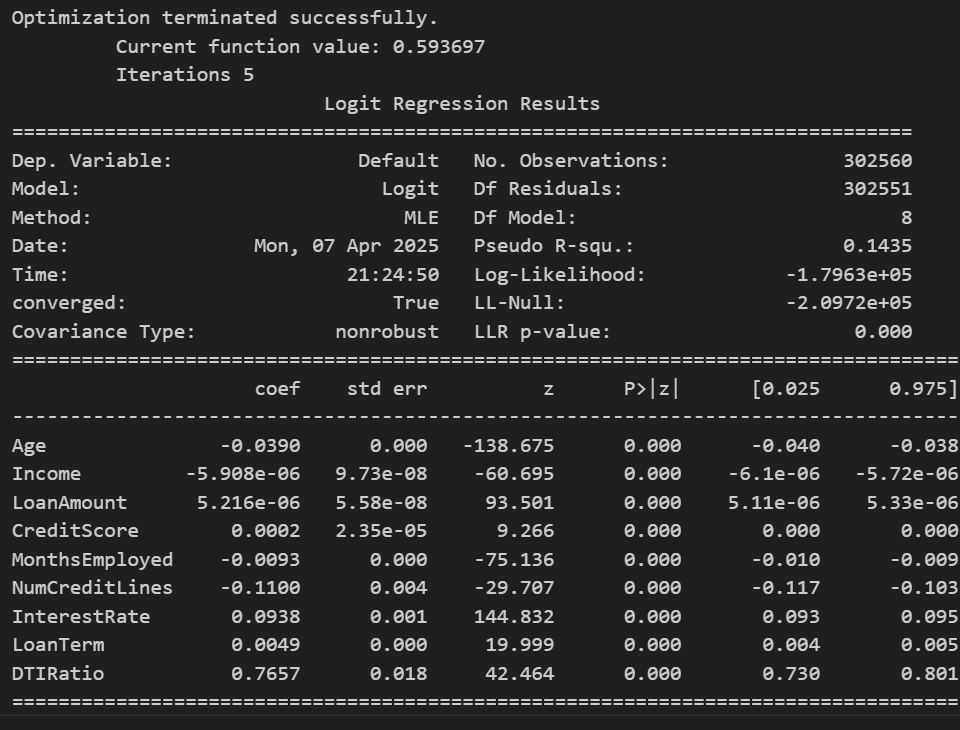 Optimization terminated successfully.
         Current function value: 0.593697
         Iterations 5
                           Logit Regression Results
==============================================================================
Dep. Variable:                Default   No. Observations:               302560
Model:                          Logit   Df Residuals:                   302551
Method:                           MLE   Df Model:                            8
Date:                Mon, 07 Apr 2025   Pseudo R-squ.:                  0.1435
Time:                        21:24:50   Log-Likelihood:            -1.7963e+05
converged:                       True   LL-Null:                   -2.0972e+05
Covariance Type:            nonrobust   LLR p-value:                     0.000
==================================================================================
                     coef    std err          z      P>|z|      [0.025      0.975]
----------------------------------------------------------------------------------
Age               -0.0390      0.000   -138.675      0.000      -0.040      -0.038
Income         -5.908e-06   9.73e-08    -60.695      0.000    -6.1e-06   -5.72e-06
LoanAmount      5.216e-06   5.58e-08     93.501      0.000    5.11e-06    5.33e-06
CreditScore        0.0002   2.35e-05      9.266      0.000       0.000       0.000
MonthsEmployed    -0.0093      0.000    -75.136      0.000      -0.010      -0.009
NumCreditLines    -0.1100      0.004    -29.707      0.000      -0.117      -0.103
InterestRate       0.0938      0.001    144.832      0.000       0.093       0.095
LoanTerm           0.0049      0.000     19.999      0.000       0.004       0.005
DTIRatio           0.7657      0.018     42.464      0.000       0.730       0.801
==================================================================================